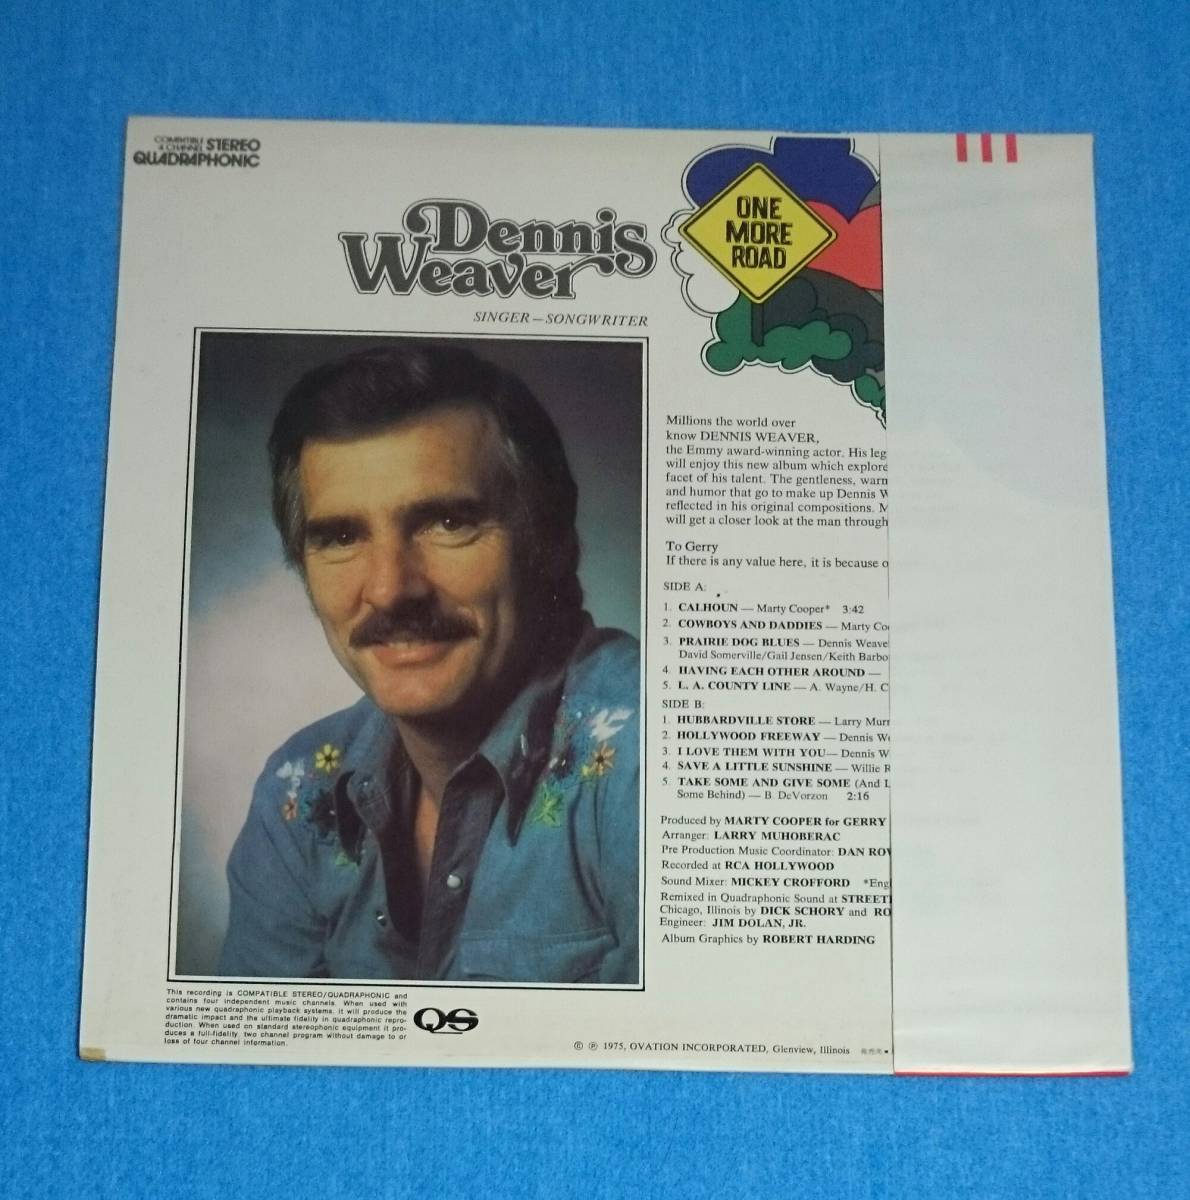 COMPATIBLE
4 CHANNEL STEREO
QUADRAPHONIC
Dennis
Weaver
SINGER—SONGWRITER
ONE
MORE
ROAD
Millions the world over
know DENNIS WEAVER,
the Emmy award-winning actor. His leg
will enjoy this new album which explore
facet of his talent. The gentleness, warm
and humor that go to make up Dennis W
reflected in his original compositions. M
will get a closer look at the man through
To Gerry
If there is any value here, it is because o
SIDE A:
1. CALHOUN — Marty Cooper* 3:42
2. COWBOYS AND DADDIES — Marty Co
3. PRAIRIE DOG BLUES — Dennis Weave
David Somerville/Gail Jensen/Keith Barbo
4. HAVING EACH OTHER AROUND —
5. L. A. COUNTY LINE — A. Wayne/H. C
SIDE B:
1. HUBBARDVILLE STORE — Larry Murr
2. HOLLYWOOD FREEWAY — Dennis We
3. I LOVE THEM WITH YOU— Dennis W
4. SAVE A LITTLE SUNSHINE — Willie R
5. TAKE SOME AND GIVE SOME (And L
Some Behind) — B. DeVorzon 2:16
Produced by MARTY COOPER for GERRY
Arranger: LARRY MUHOBERAC
Pre Production Music Coordinator: DAN ROW
Recorded at RCA HOLLYWOOD
Sound Mixer: MICKEY CROFFORD *Eng
Remixed in Quadraphonic Sound at STREET
Chicago, Illinois by DICK SCHORY and RO
Engineer: JIM DOLAN, JR.
Album Graphics by ROBERT HARDING
This recording is COMPATIBLE STEREO/QUADRAPHONIC and
contains four independent music channels. When used with
various new quadraphonic playback systems, it will produce the
dramatic impact and the ultimate fidelity in quadraphonic repro-
duction. When used on standard stereophonic equipment it pro-
duces a full-fidelity, two channel program without damage to or
loss of four channel information.
QS
© ℗ 1975, OVATION INCORPORATED, Glenview, Illinois